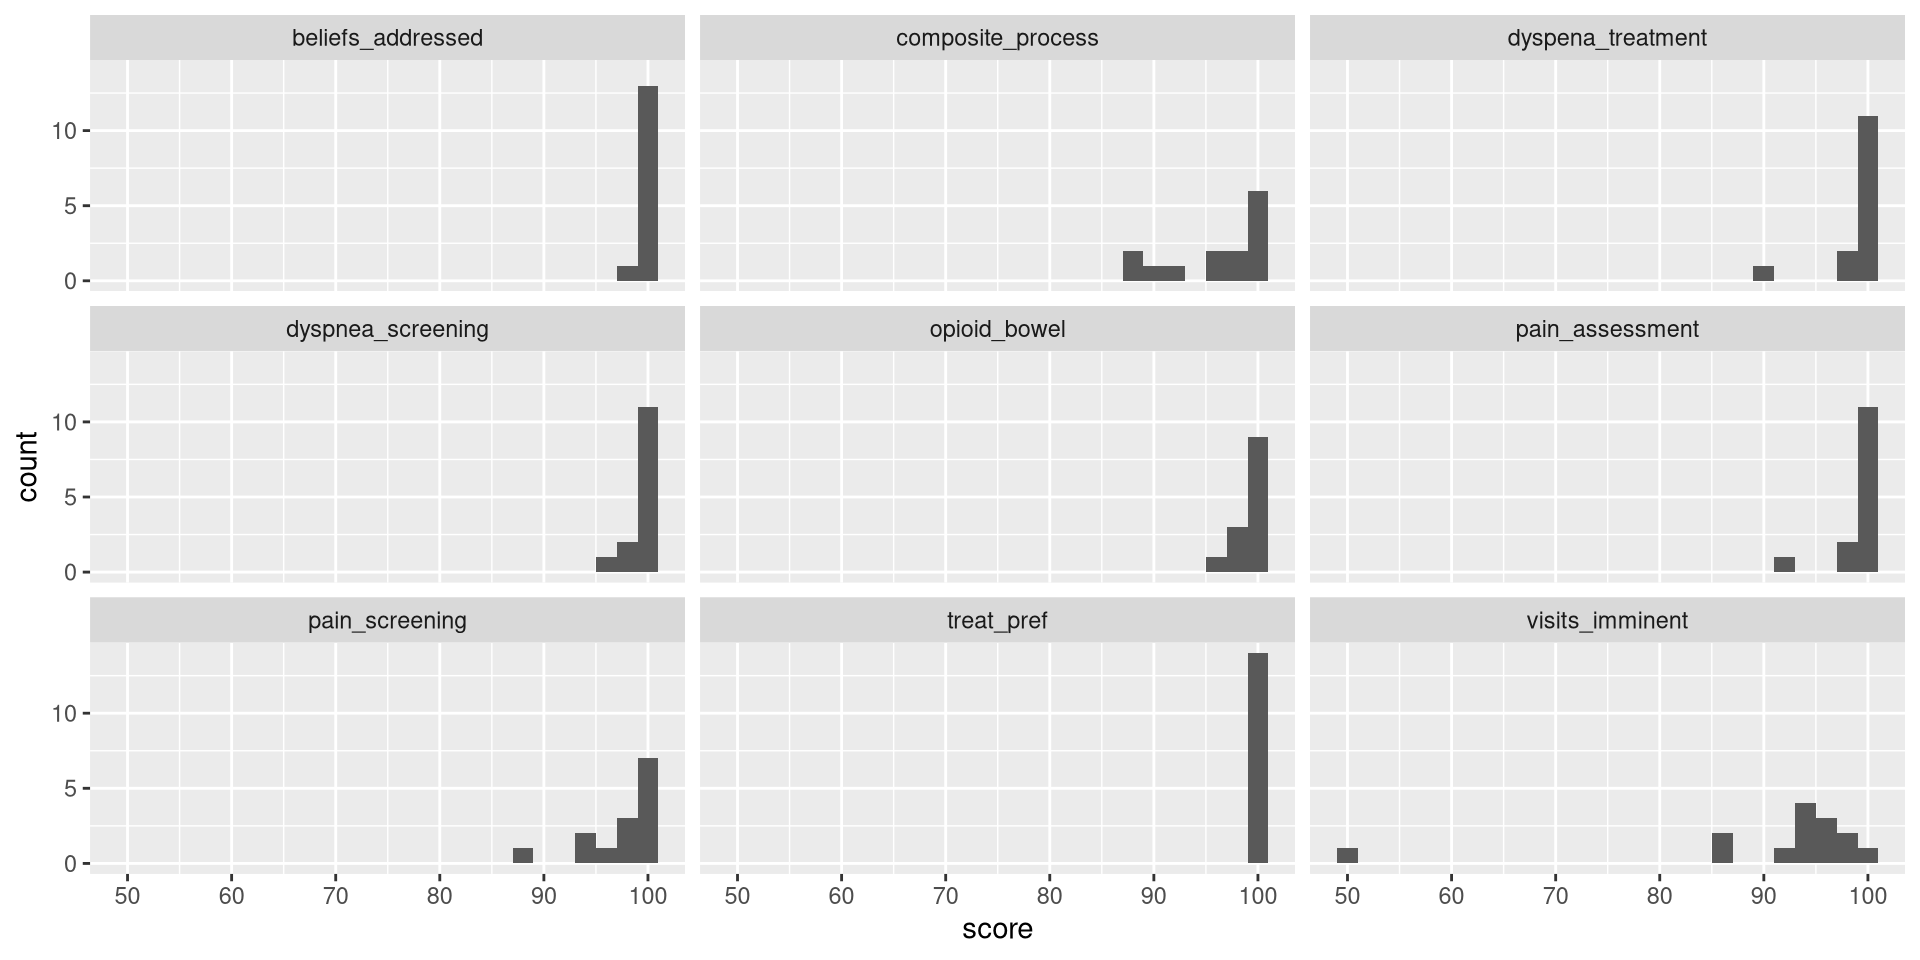 beliefs_addressed
composite_process
dyspena_treatment
10
5
0
dyspnea_screening
opioid_bowel
pain_assessment
10
5
0
count
pain_screening
treat_pref
visits_imminent
10
5
0
50 60 70 80 90 100
50 60 70 80 90 100
50 60 70 80 90 100
score